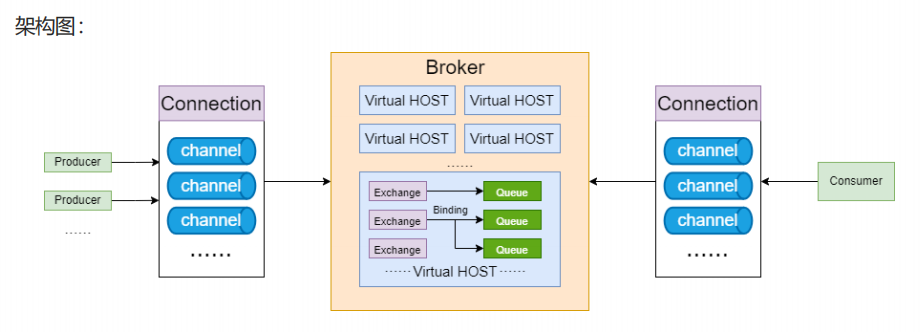 架构图：
Broker
Connection
channel
channel
channel
······
Producer
Producer
······
Virtual HOST
Virtual HOST
Virtual HOST
Virtual HOST
······
Exchange
Queue
Binding
Exchange
Queue
Exchange
Queue
······ Virtual HOST ······
Connection
channel
channel
channel
······
Consumer